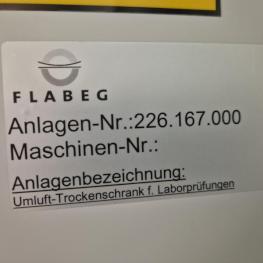 FLABEG
Anlagen-Nr.:226.167.000
Maschinen-Nr.:
Anlagenbezeichnung:
Umluft-Trockenschrank f. Laborprüfungen